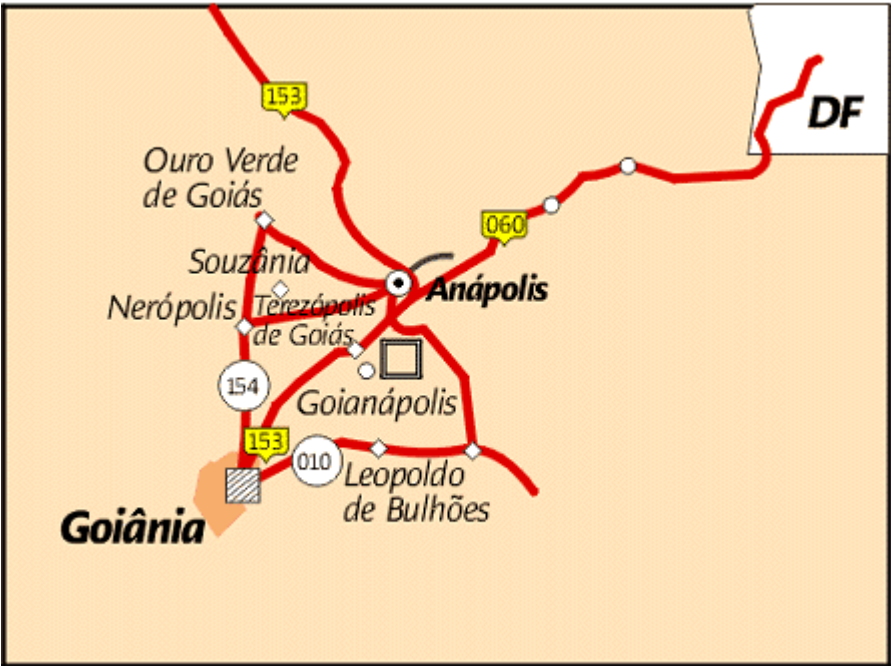 153
DF
Ouro Verde
de Goiás
060
Souzânia
Anápolis
Nerópolis
Terezópolis
de Goiás
154
Goianápolis
153
010
Leopoldo
de Bulhões
Goiânia